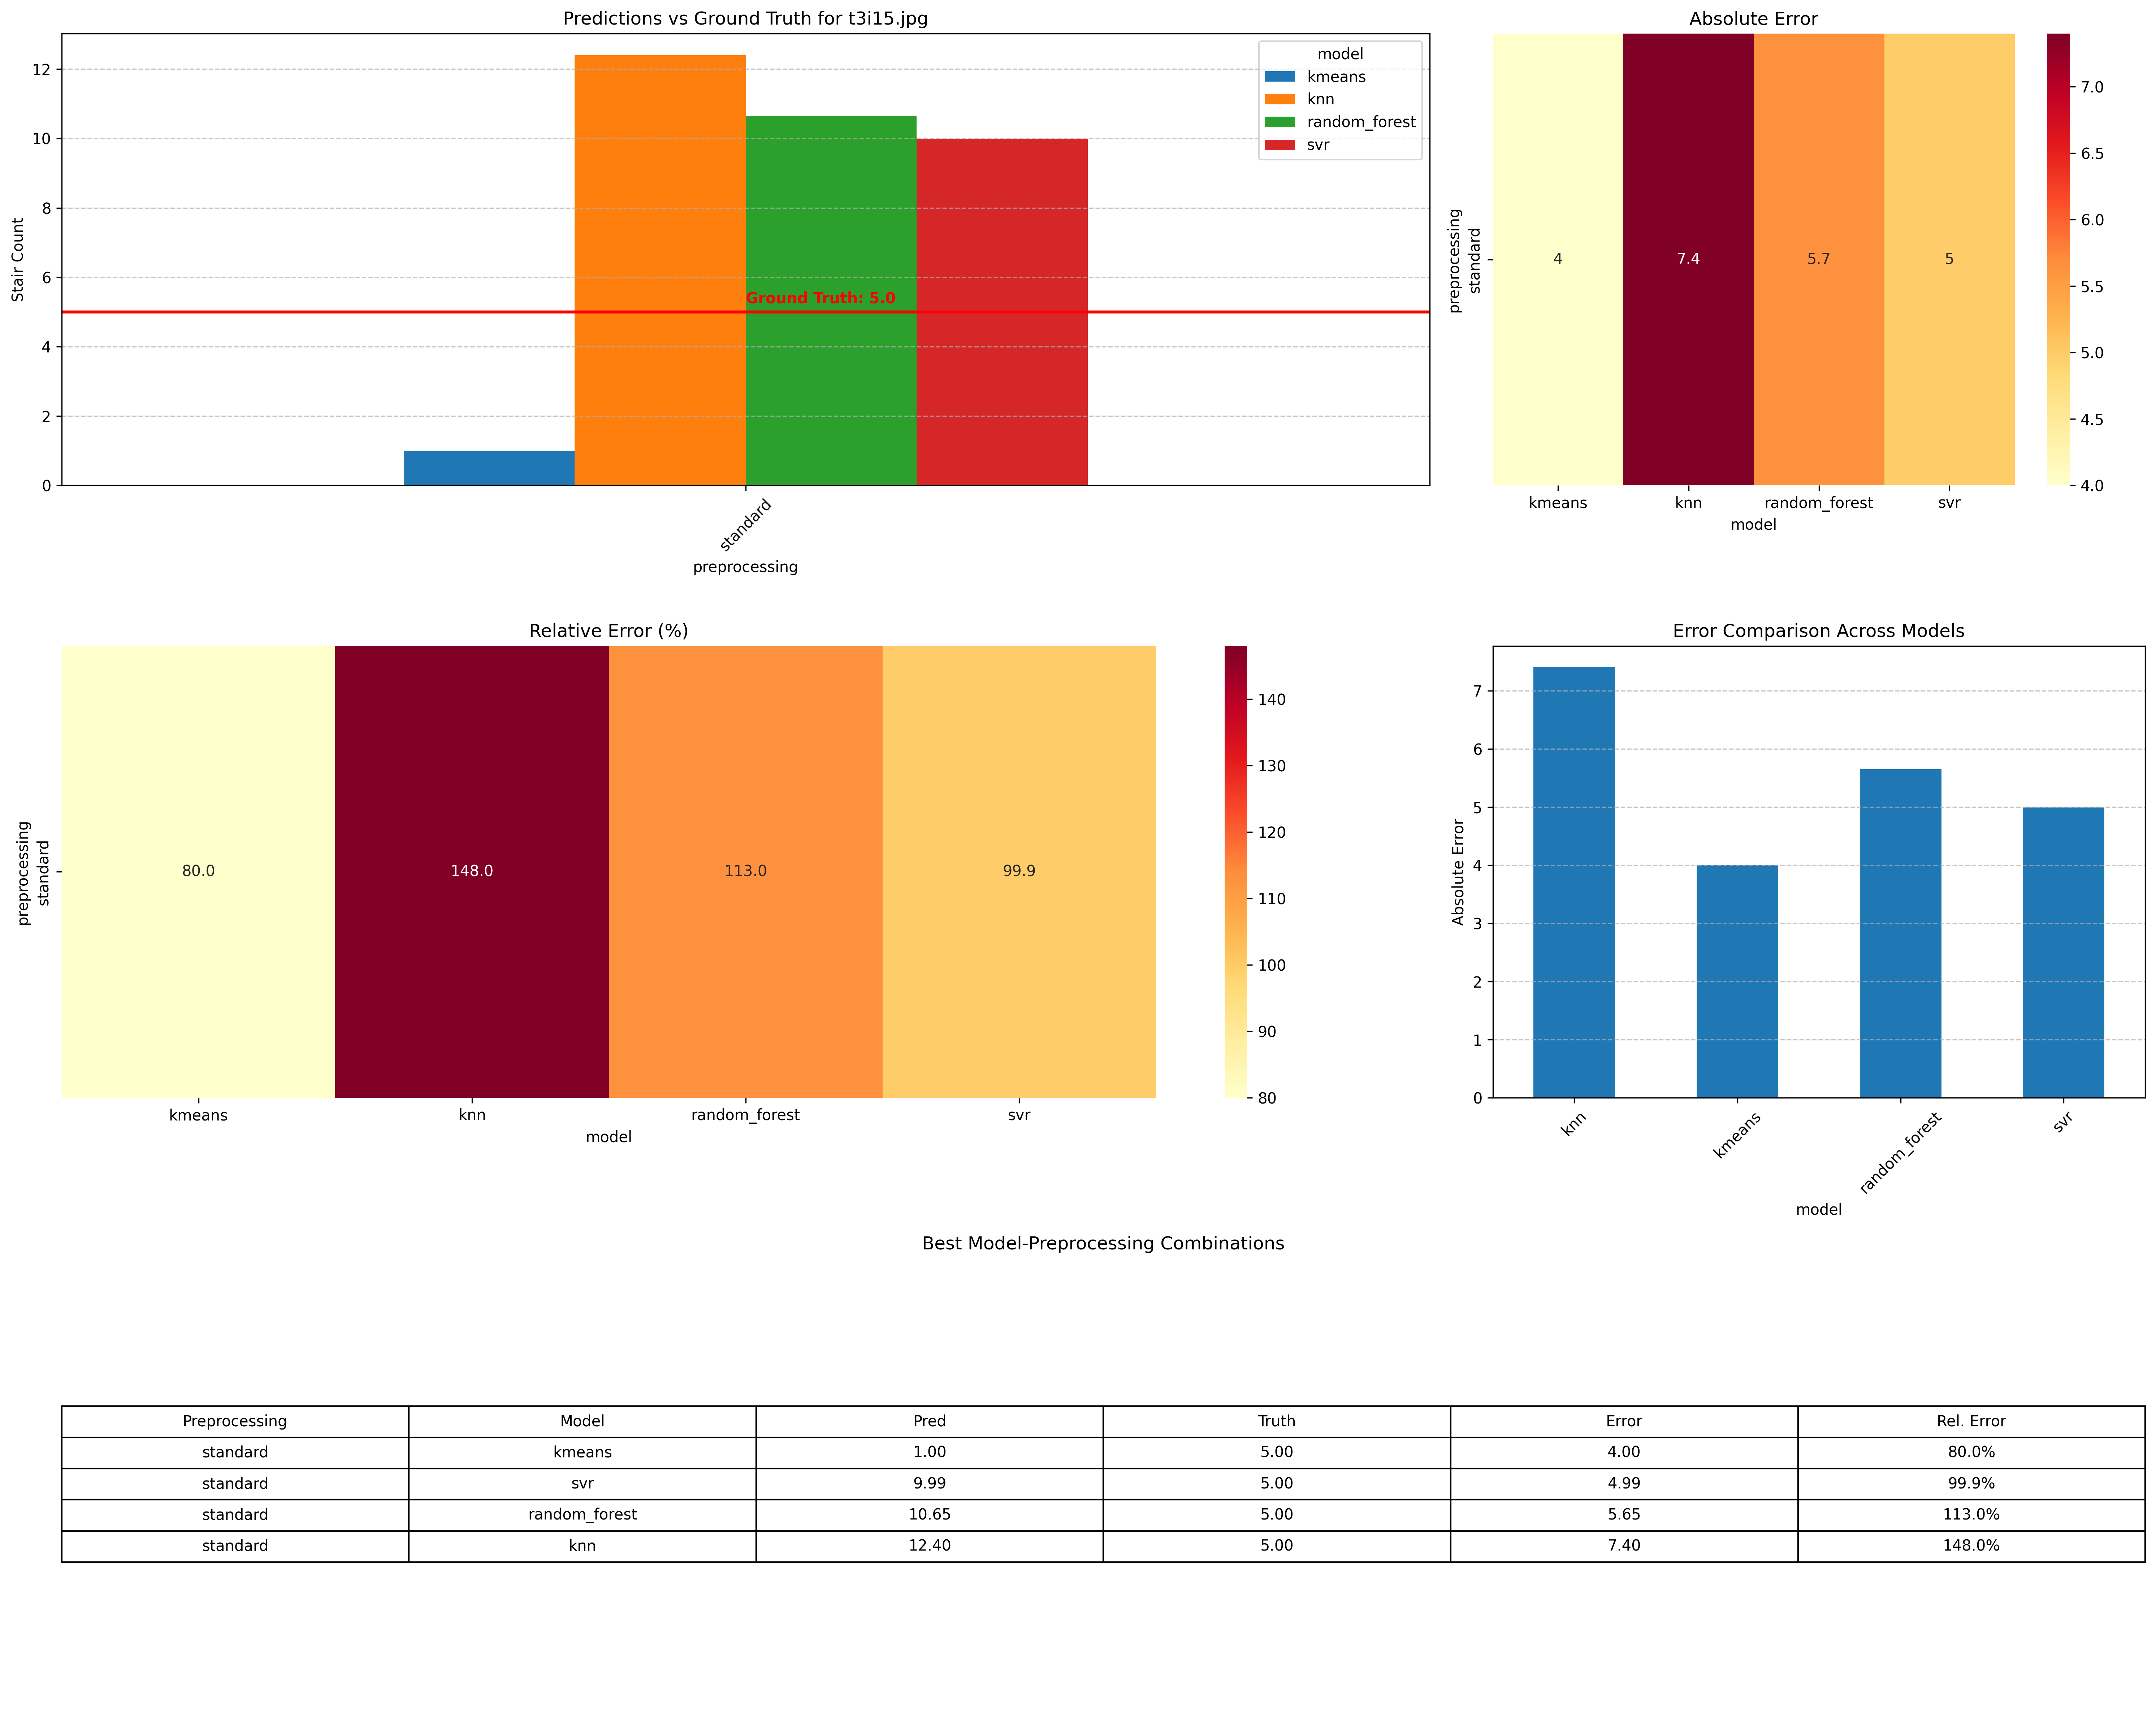 Predictions vs Ground Truth for t3i15.jpg
Stair Count
12
10
8
6
4
2
0
model
kmeans
knn
random_forest
svr
Ground Truth: 5.0
standard
preprocessing
Absolute Error
preprocessing
standard
4
7.4
5.7
5
kmeans
knn
random_forest
svr
model
7.0
6.5
6.0
5.5
5.0
4.5
4.0
Relative Error (%)
preprocessing
standard
80.0
148.0
113.0
99.9
kmeans
knn
random_forest
svr
model
140
130
120
110
100
90
80
Error Comparison Across Models
Absolute Error
7
6
5
4
3
2
1
0
knn
kmeans
random_forest
svr
model
Best Model-Preprocessing Combinations
Preprocessing Model Pred Truth Error Rel. Error
standard kmeans 1.00 5.00 4.00 80.0%
standard svr 9.99 5.00 4.99 99.9%
standard random_forest 10.65 5.00 5.65 113.0%
standard knn 12.40 5.00 7.40 148.0%